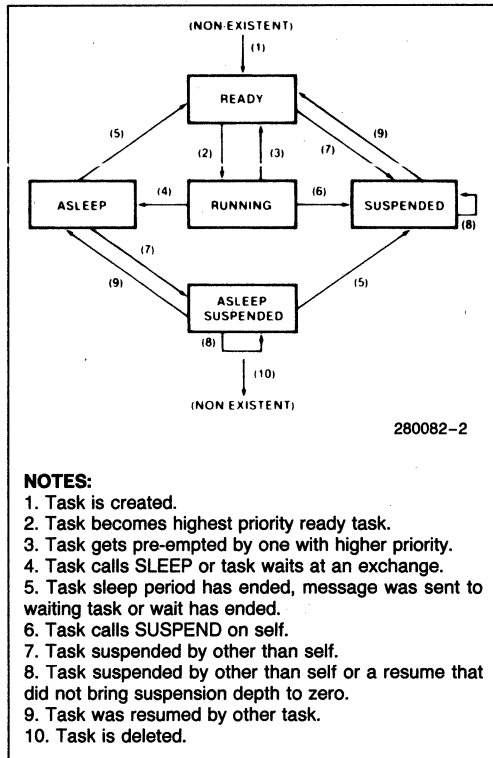 (NON-EXISTENT)
(1)
READY
(5)
(2)
(3)
(7)
(9)
ASLEEP
(4)
RUNNING
(6)
SUSPENDED
(8)
(7)
(9)
ASLEEP
SUSPENDED
(5)
(8)
(10)
(NON EXISTENT)
280082-2
NOTES:
1. Task is created.
2. Task becomes highest priority ready task.
3. Task gets pre-empted by one with higher priority.
4. Task calls SLEEP or task waits at an exchange.
5. Task sleep period has ended, message was sent to
waiting task or wait has ended.
6. Task calls SUSPEND on self.
7. Task suspended by other than self.
8. Task suspended by other than self or a resume that
did not bring suspension depth to zero.
9. Task was resumed by other task.
10. Task is deleted.